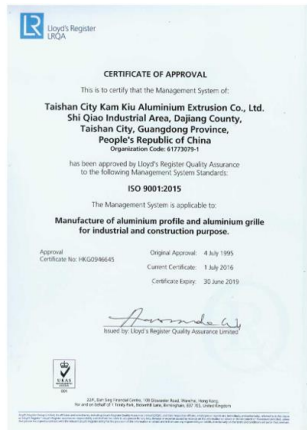 LR
Lloyd's Register
LRQA
CERTIFICATE OF APPROVAL
This is to certify that the Management System of:
Taishan City Kam Kiu Aluminium Extrusion Co., Ltd.
Shi Qiao Industrial Area, Dajiang County,
Taishan City, Guangdong Province,
People's Republic of China
Organization Code: 61773079-1
has been approved by Lloyd's Register Quality Assurance
to the following Management System Standards:
ISO 9001:2015
The Management System is applicable to:
Manufacture of aluminium profile and aluminium grille
for industrial and construction purpose.
Approval
Certificate No: HKG0946645
Original Approval: 4 July 1995
Current Certificate: 1 July 2016
Certificate Expiry: 30 June 2019
Issued by: Lloyd's Register Quality Assurance Limited
UKAS